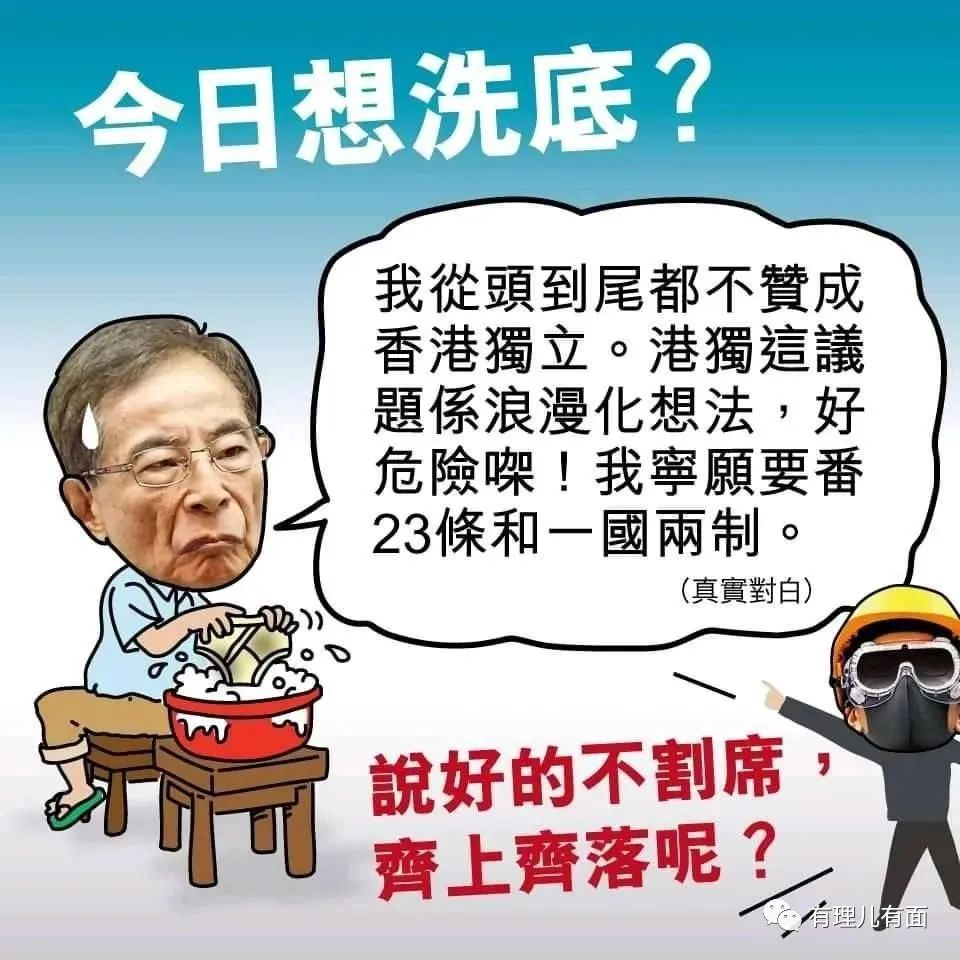 今日想洗底？
我從頭到尾都不贊成
香港獨立。港獨這議
題係浪漫化想法，好
危險㗎！我寧願要番
23條和一國兩制。
（真實對白）
說好的不割席，
齊上齊落呢？
有理儿有面